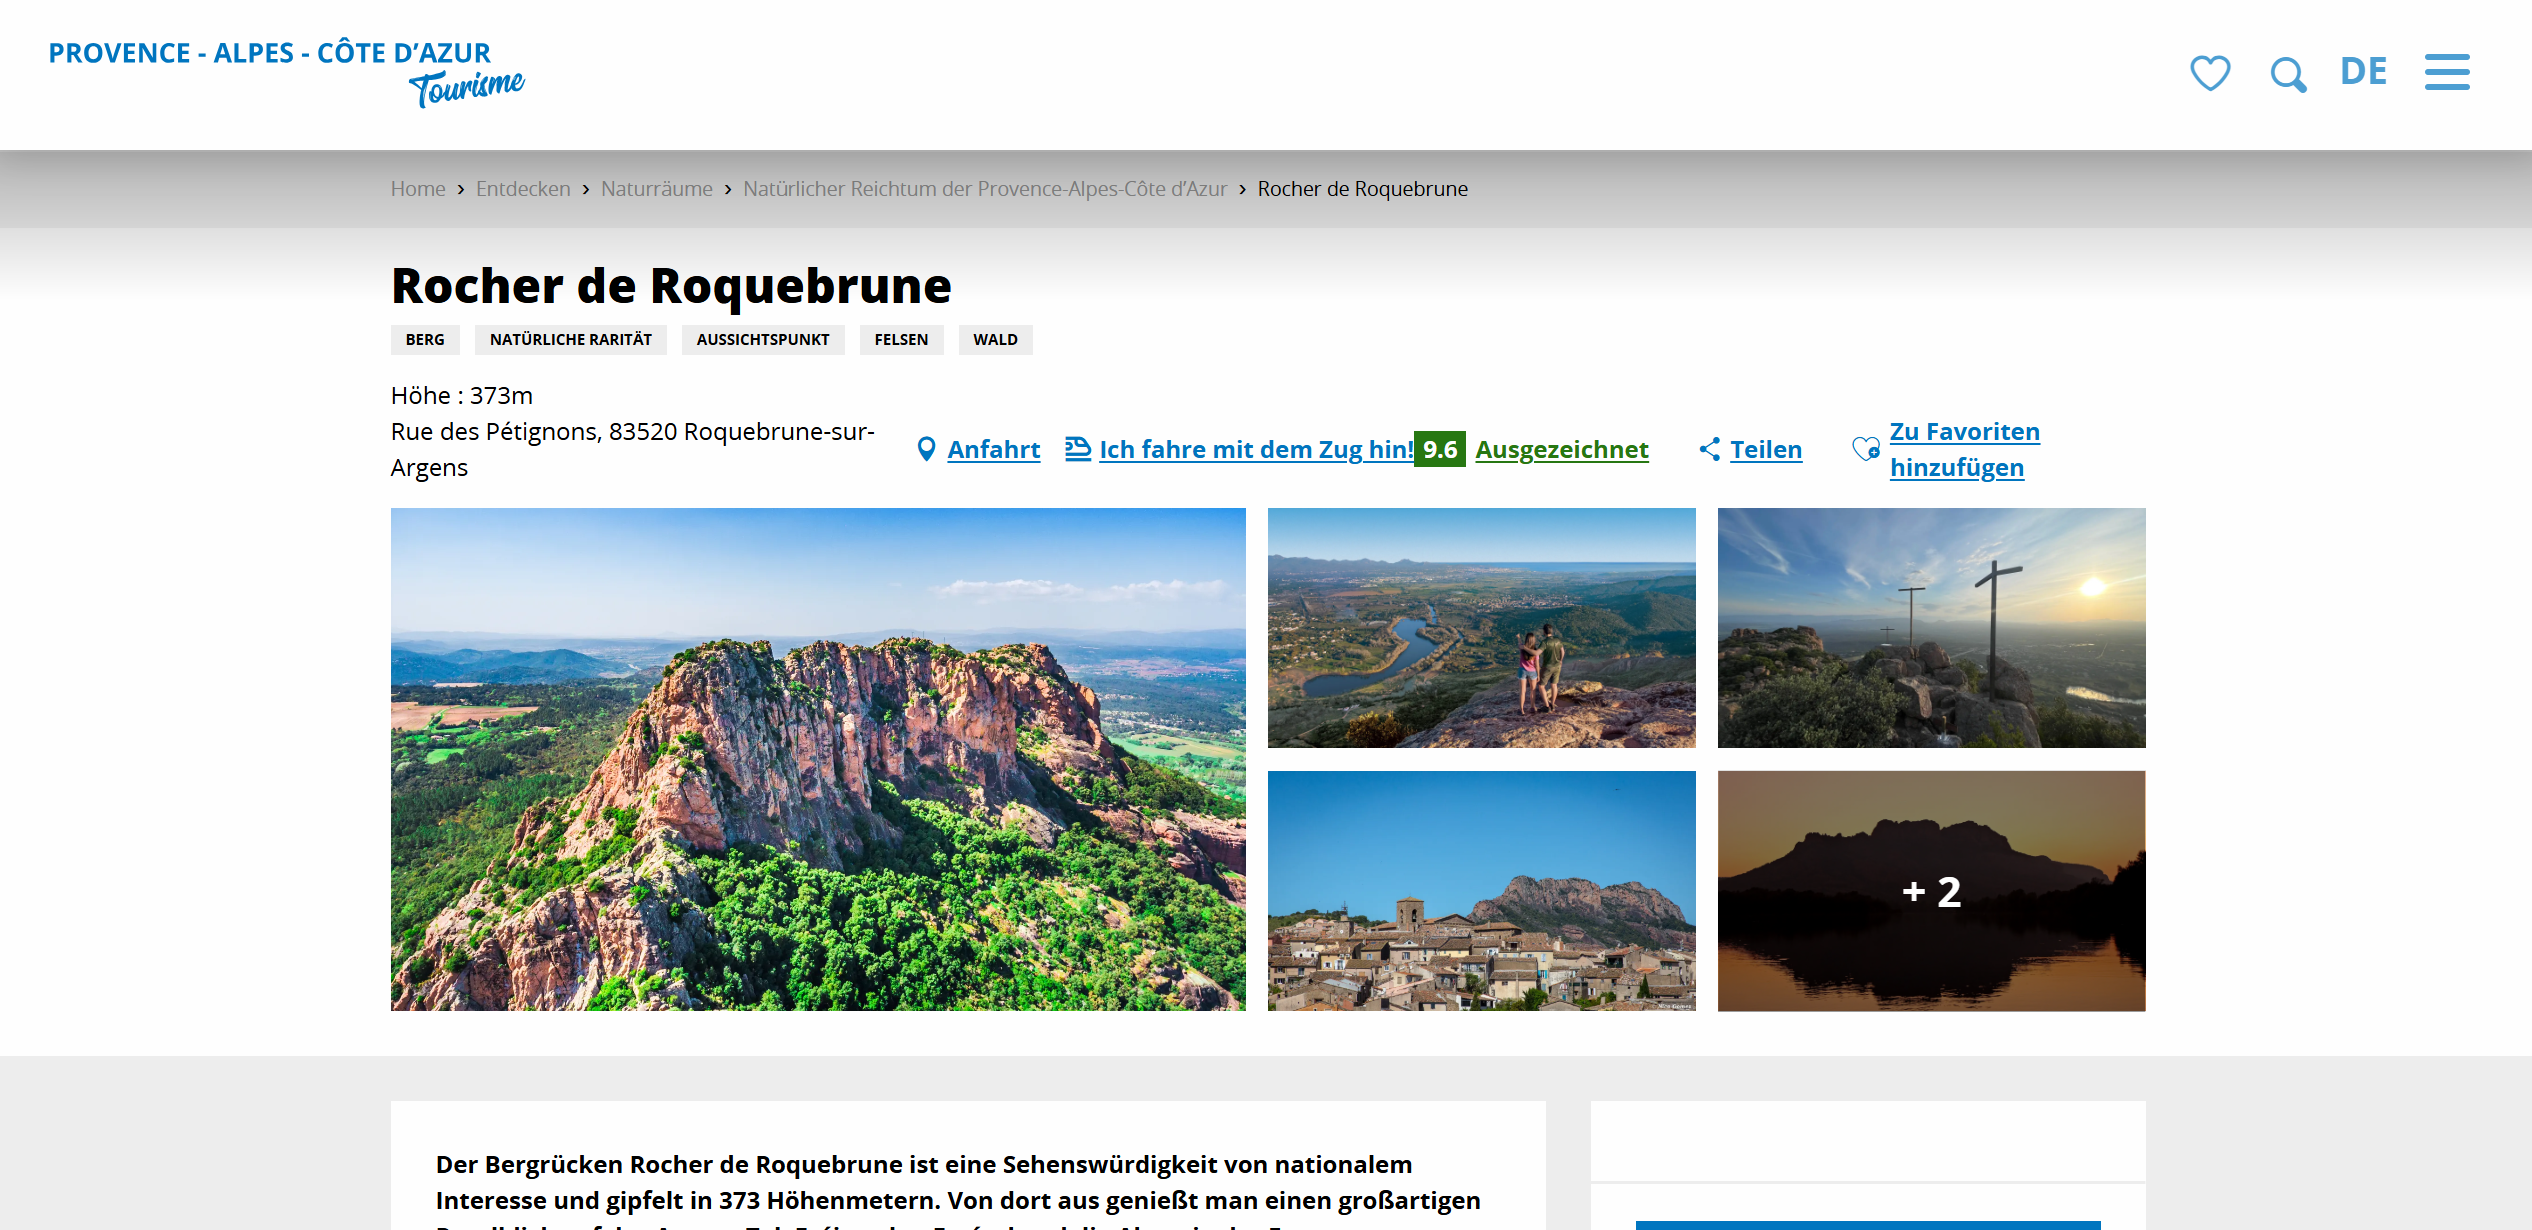 PROVENCE - ALPES - CÔTE D’AZUR
Tourisme
DE
Home › Entdecken › Naturräume › Natürlicher Reichtum der Provence-Alpes-Côte d’Azur › Rocher de Roquebrune
Rocher de Roquebrune
BERG NATÜRLICHE RARITÄT AUSSICHTSPUNKT FELSEN WALD
Höhe : 373m
Rue des Pétignons, 83520 Roquebrune-sur-
Argens
Anfahrt Ich fahre mit dem Zug hin! 9.6 Ausgezeichnet Teilen Zu Favoriten
hinzufügen
+ 2
Der Bergrücken Rocher de Roquebrune ist eine Sehenswürdigkeit von nationalem
Interesse und gipfelt in 373 Höhenmetern. Von dort aus genießt man einen großartigen